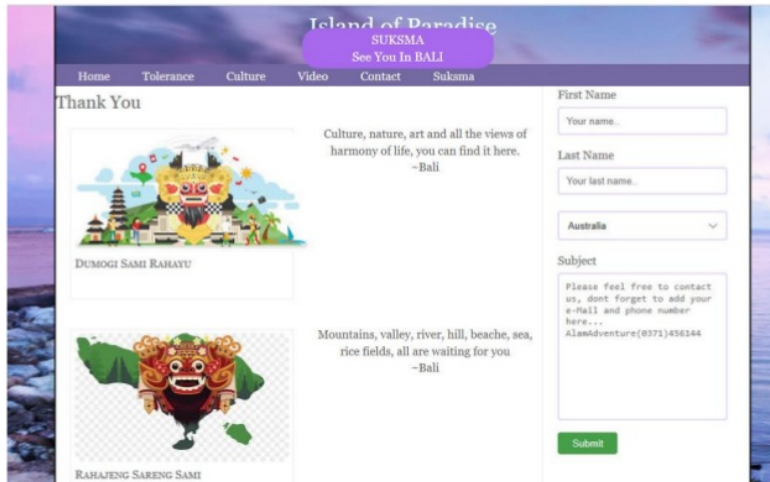 Island of Paradise
SUKSMA
See You In BALI
Home Tolerance Culture Video Contact Suksma
Thank You
Culture, nature, art and all the views of
harmony of life, you can find it here.
~Bali
DUMOGI SAMI RAHAYU
Mountains, valley, river, hill, beache, sea,
rice fields, all are waiting for you
~Bali
RAHAJENG SARENG SAMI
First Name
Your name..
Last Name
Your last name..
Australia
Subject
Please feel free to contact
us, dont forget to add your
e-Mail and phone number
here...
AlamAdventure(0371)456144
Submit